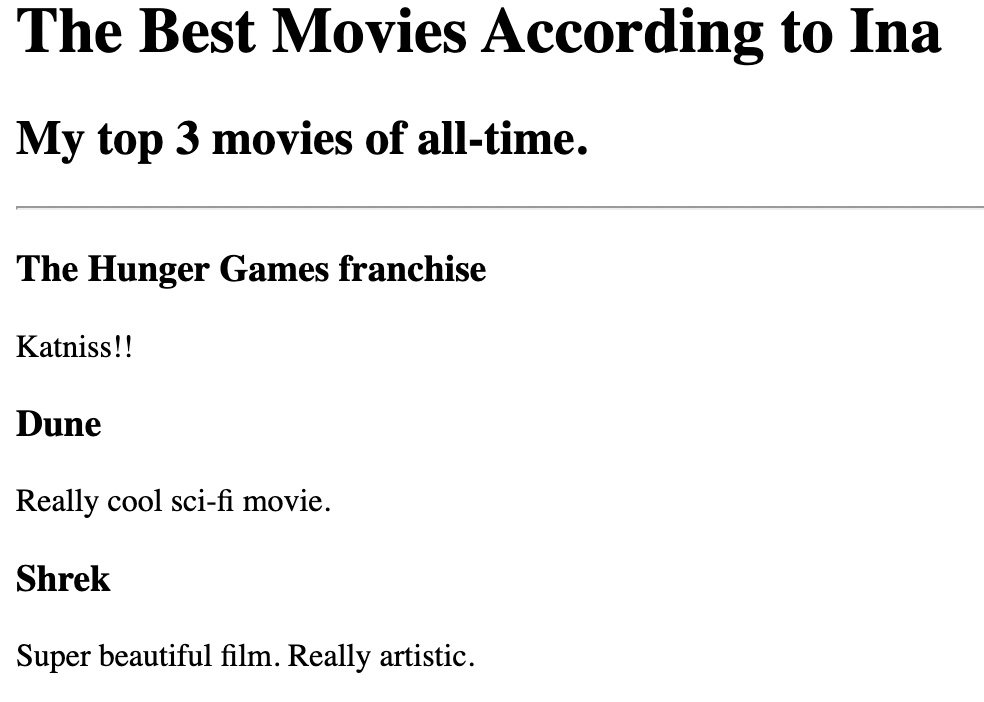 The Best Movies According to Ina
My top 3 movies of all-time.
The Hunger Games franchise
Katniss!!
Dune
Really cool sci-fi movie.
Shrek
Super beautiful film. Really artistic.